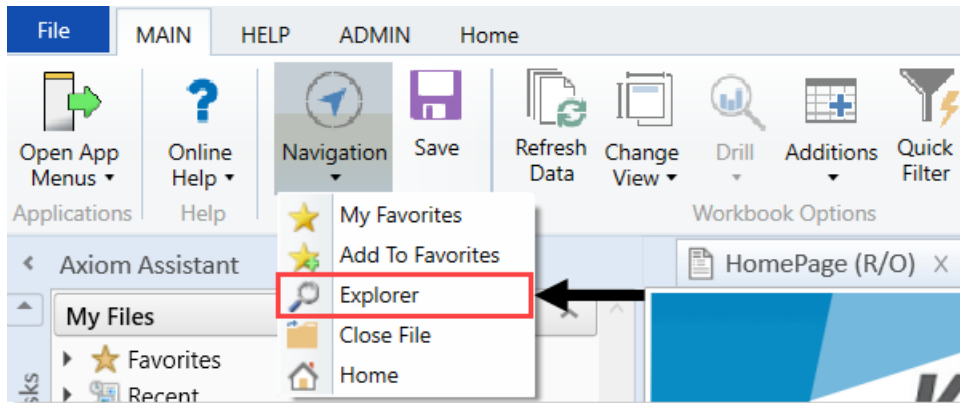 File MAIN HELP ADMIN Home
Open App Menus
Online Help
Navigation
Save
Refresh Data
Change View
Drill
Additions
Quick Filter
Applications Help Workbook Options
My Favorites
Add To Favorites
Explorer
Close File
Home
Axiom Assistant
HomePage (R/O)
My Files
Favorites
Recent